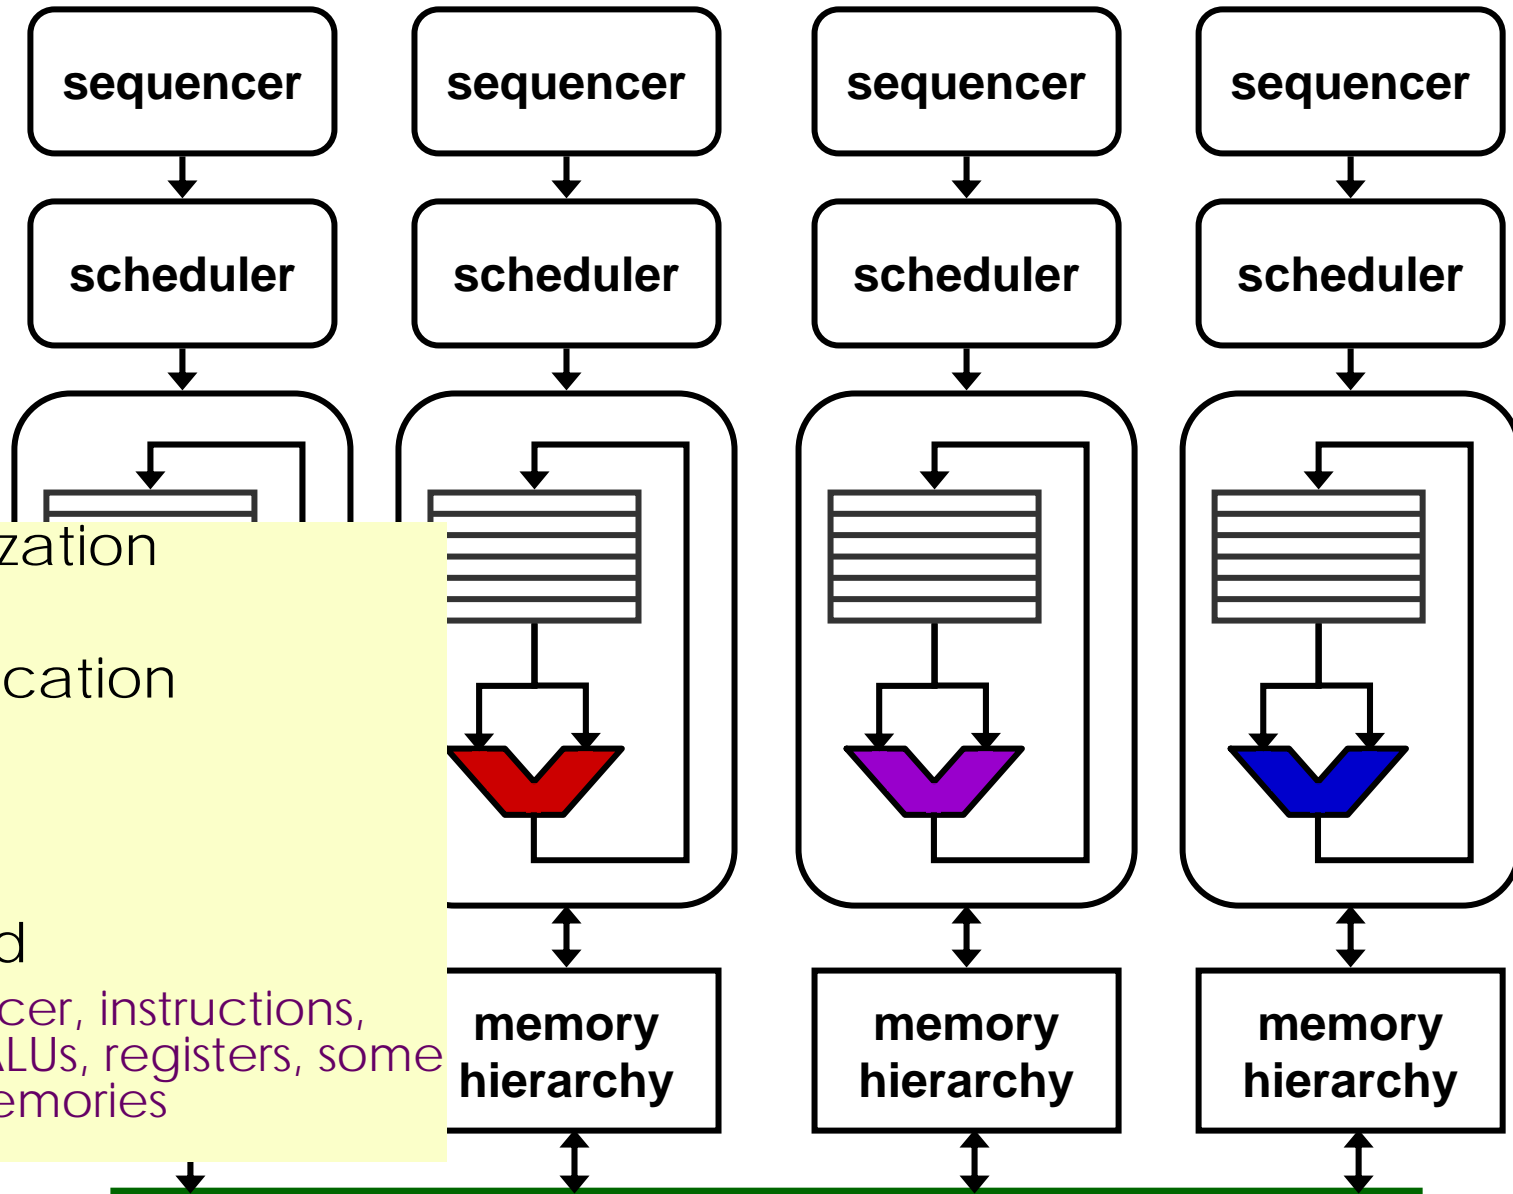 sequencer sequencer sequencer sequencer
scheduler scheduler scheduler scheduler
zation
cation
d
cer, instructions,
ALUs, registers, some
emories
memory memory memory
hierarchy hierarchy hierarchy